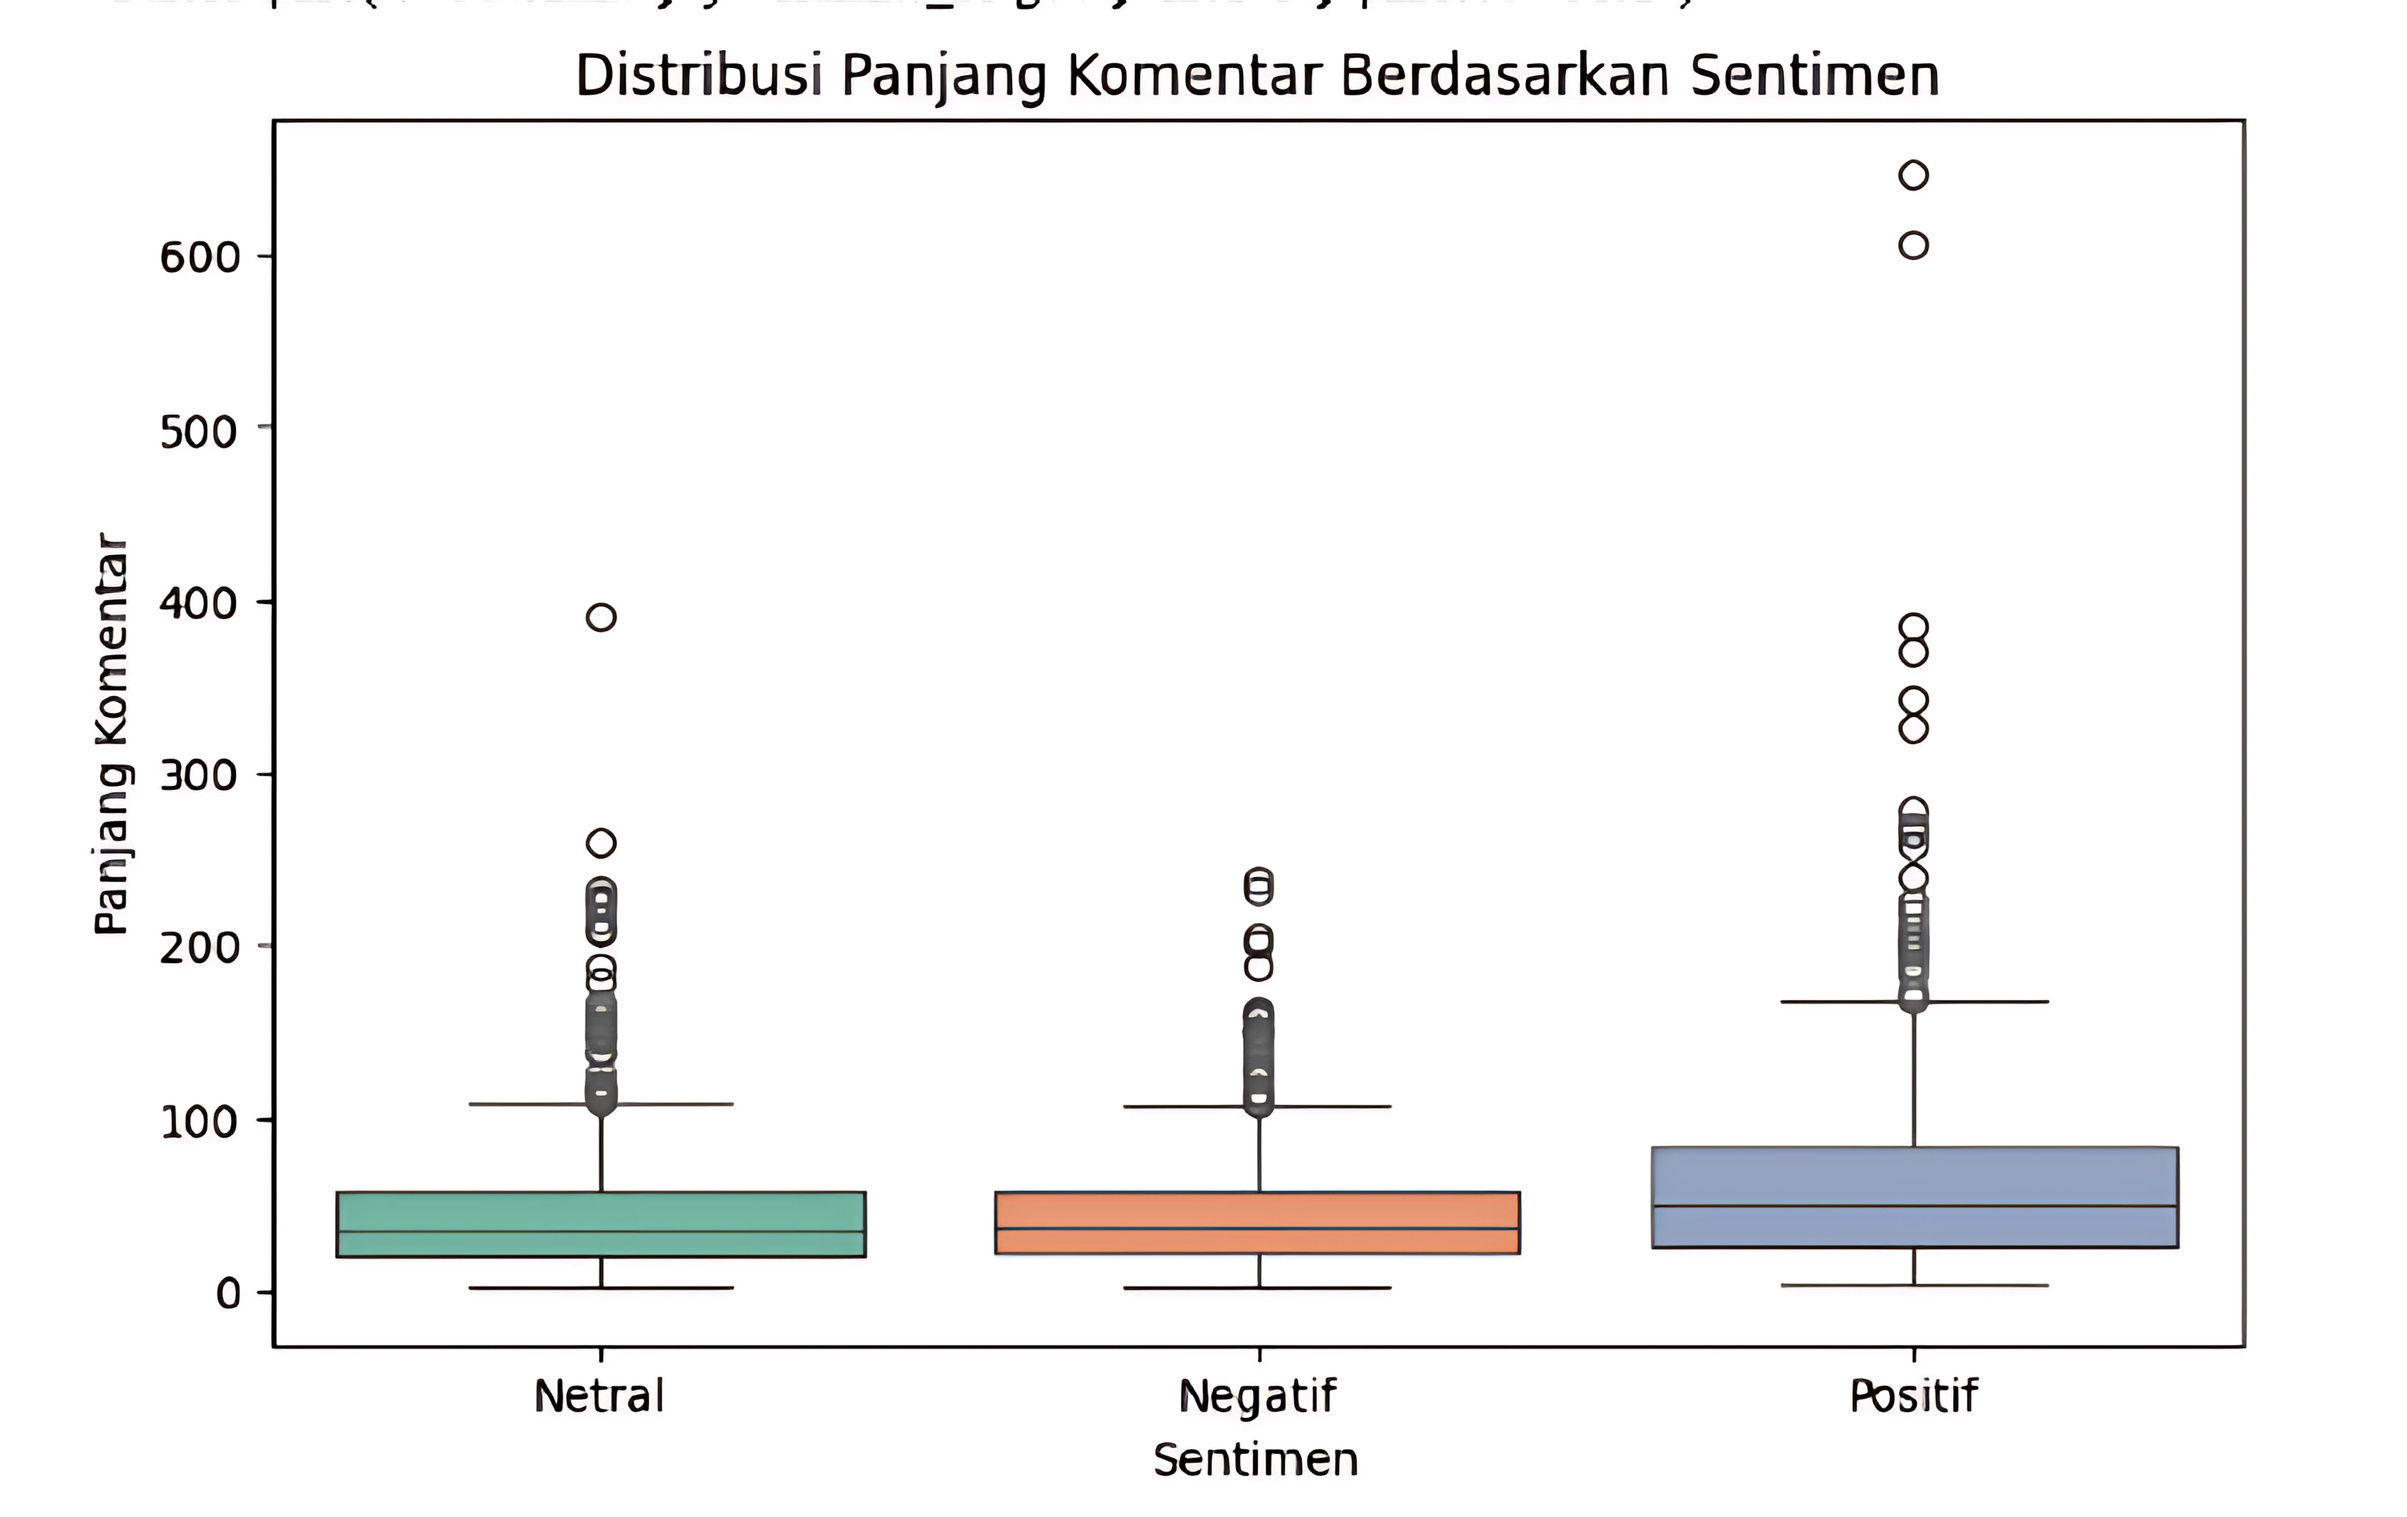 Distribusi Panjang Komentar Berdasarkan Sentimen
Panjang Komentar
600
500
400
300
200
100
0
Netral Negatif Positif
Sentimen